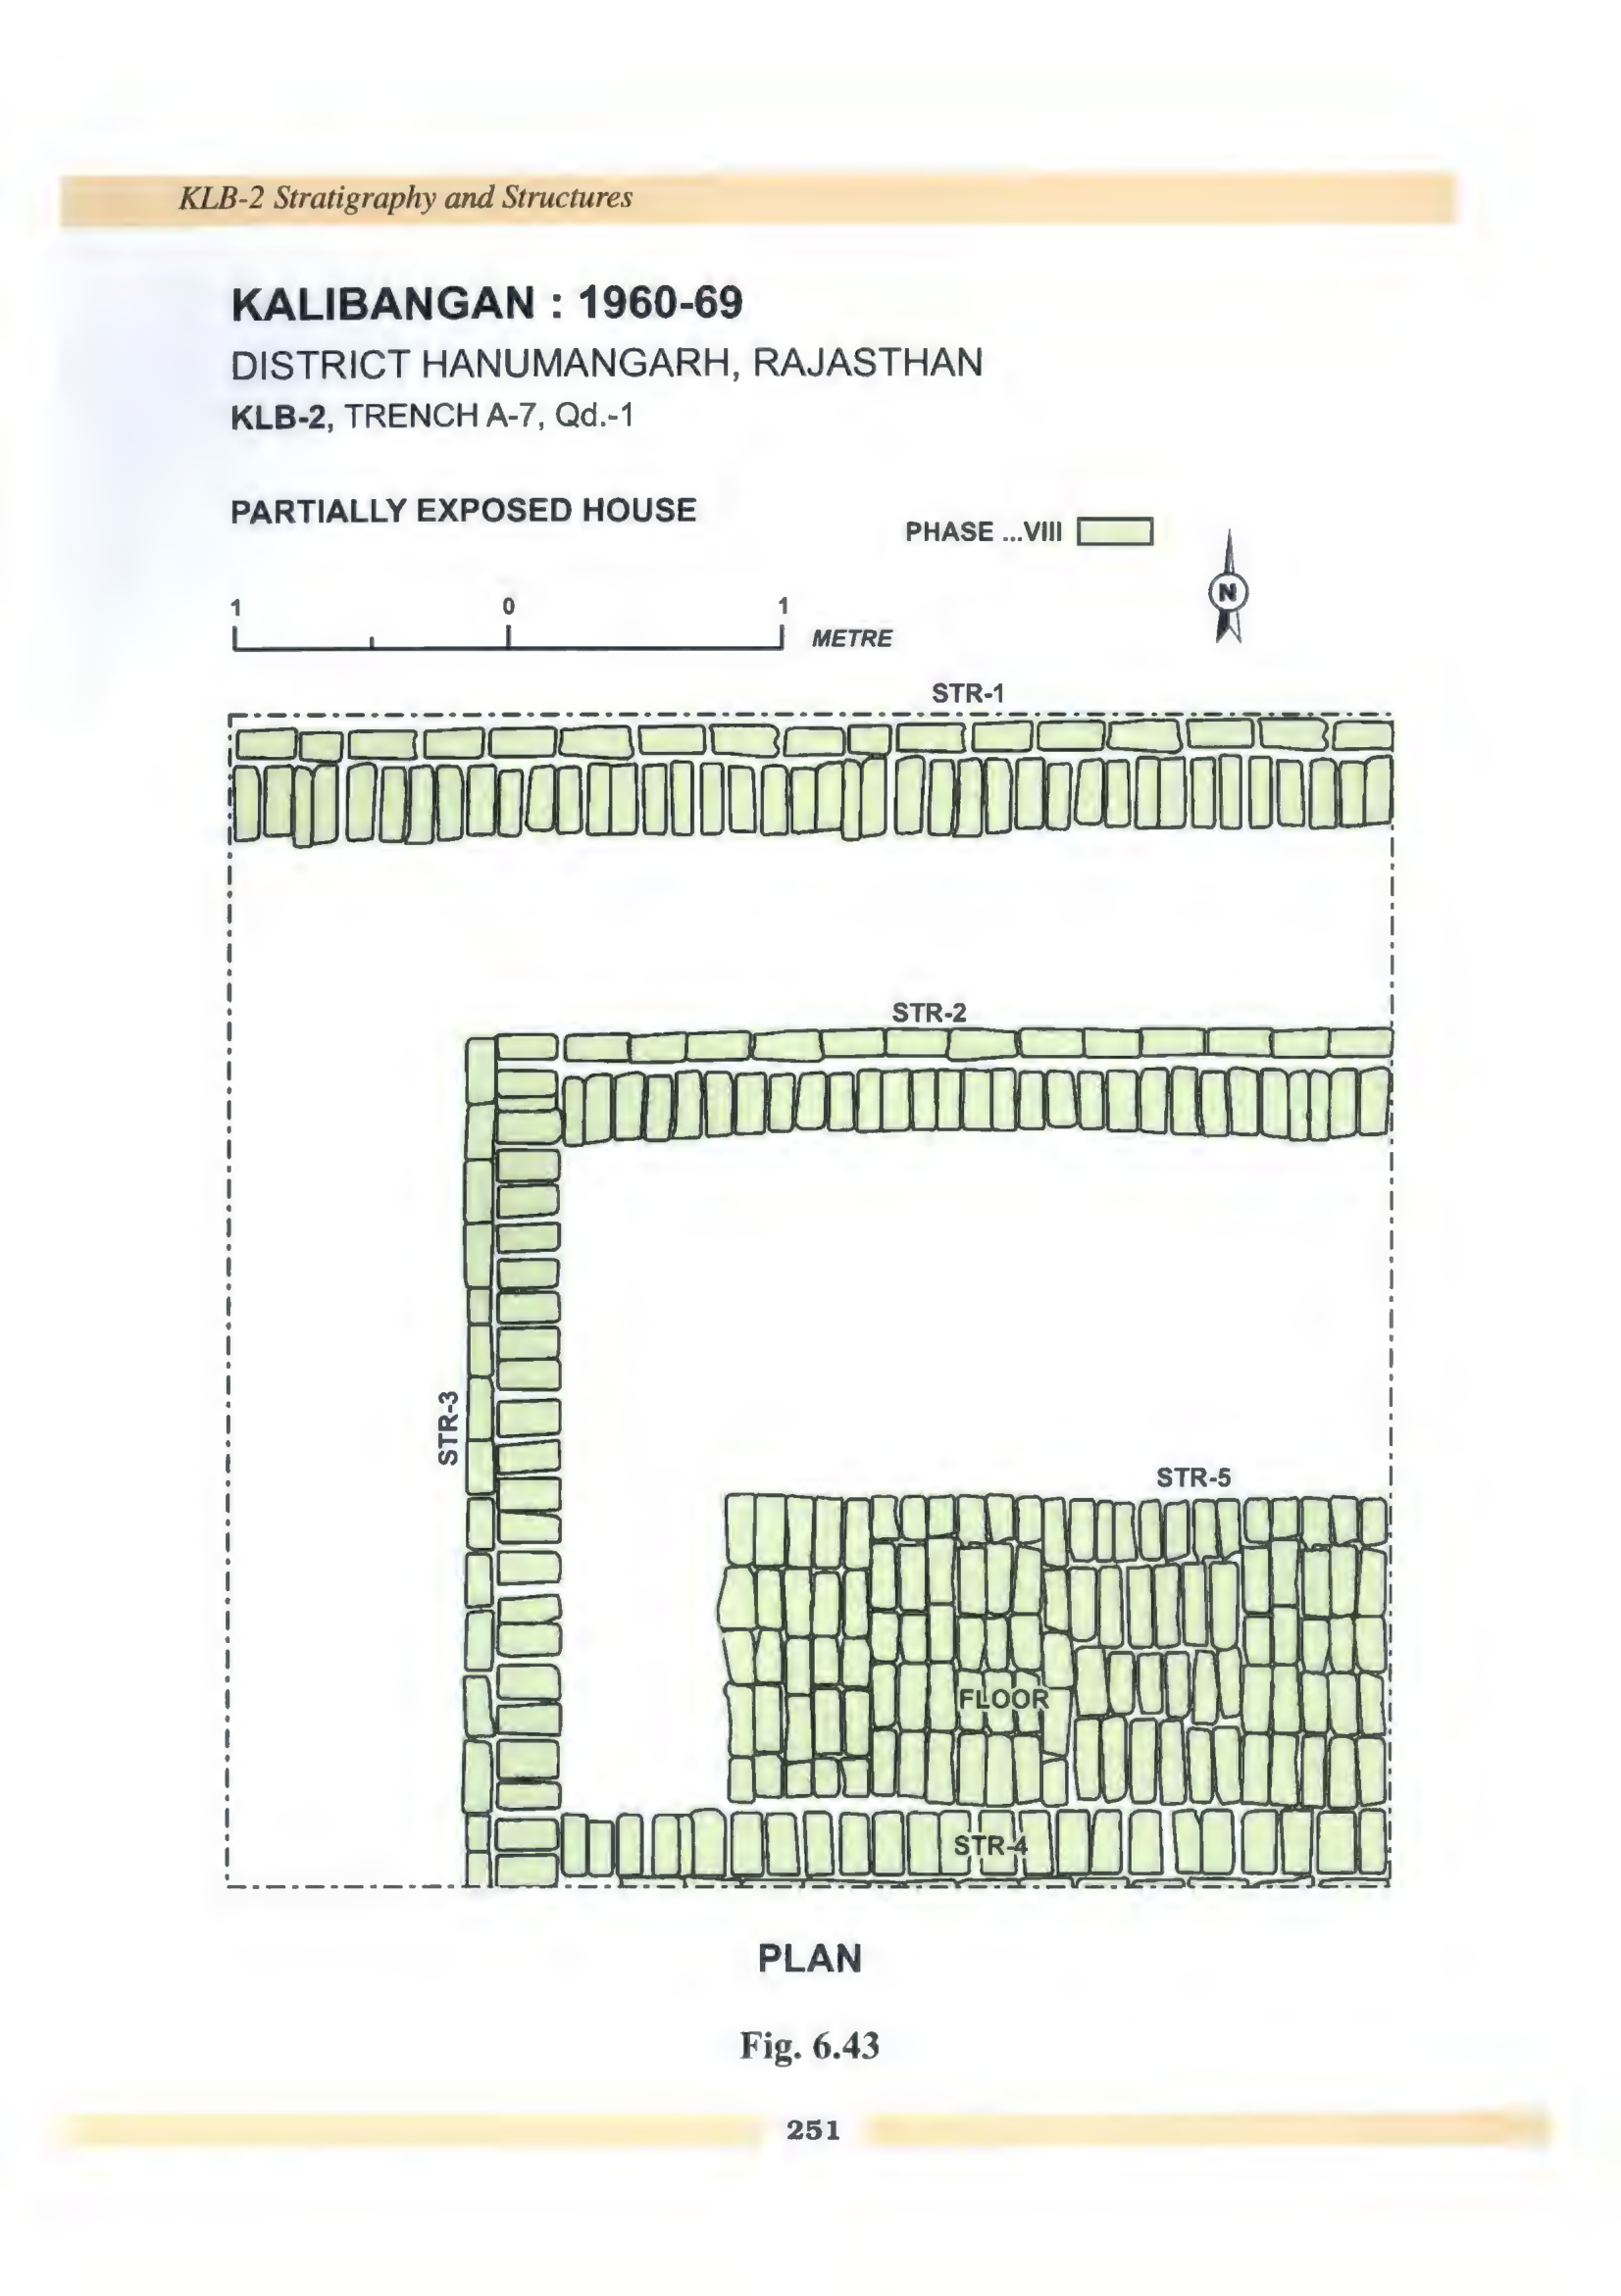 KLB-2 Stratigraphy and Structures
KALIBANGAN : 1960-69
DISTRICT HANUMANGARH, RAJASTHAN
KLB-2, TRENCH A-7, Qd.-1
PARTIALLY EXPOSED HOUSE
PHASE ...VIII
N
1 0 1
METRE
STR-1
STR-2
STR-3
STR-5
FLOOR
STR-4
PLAN
Fig. 6.43
251